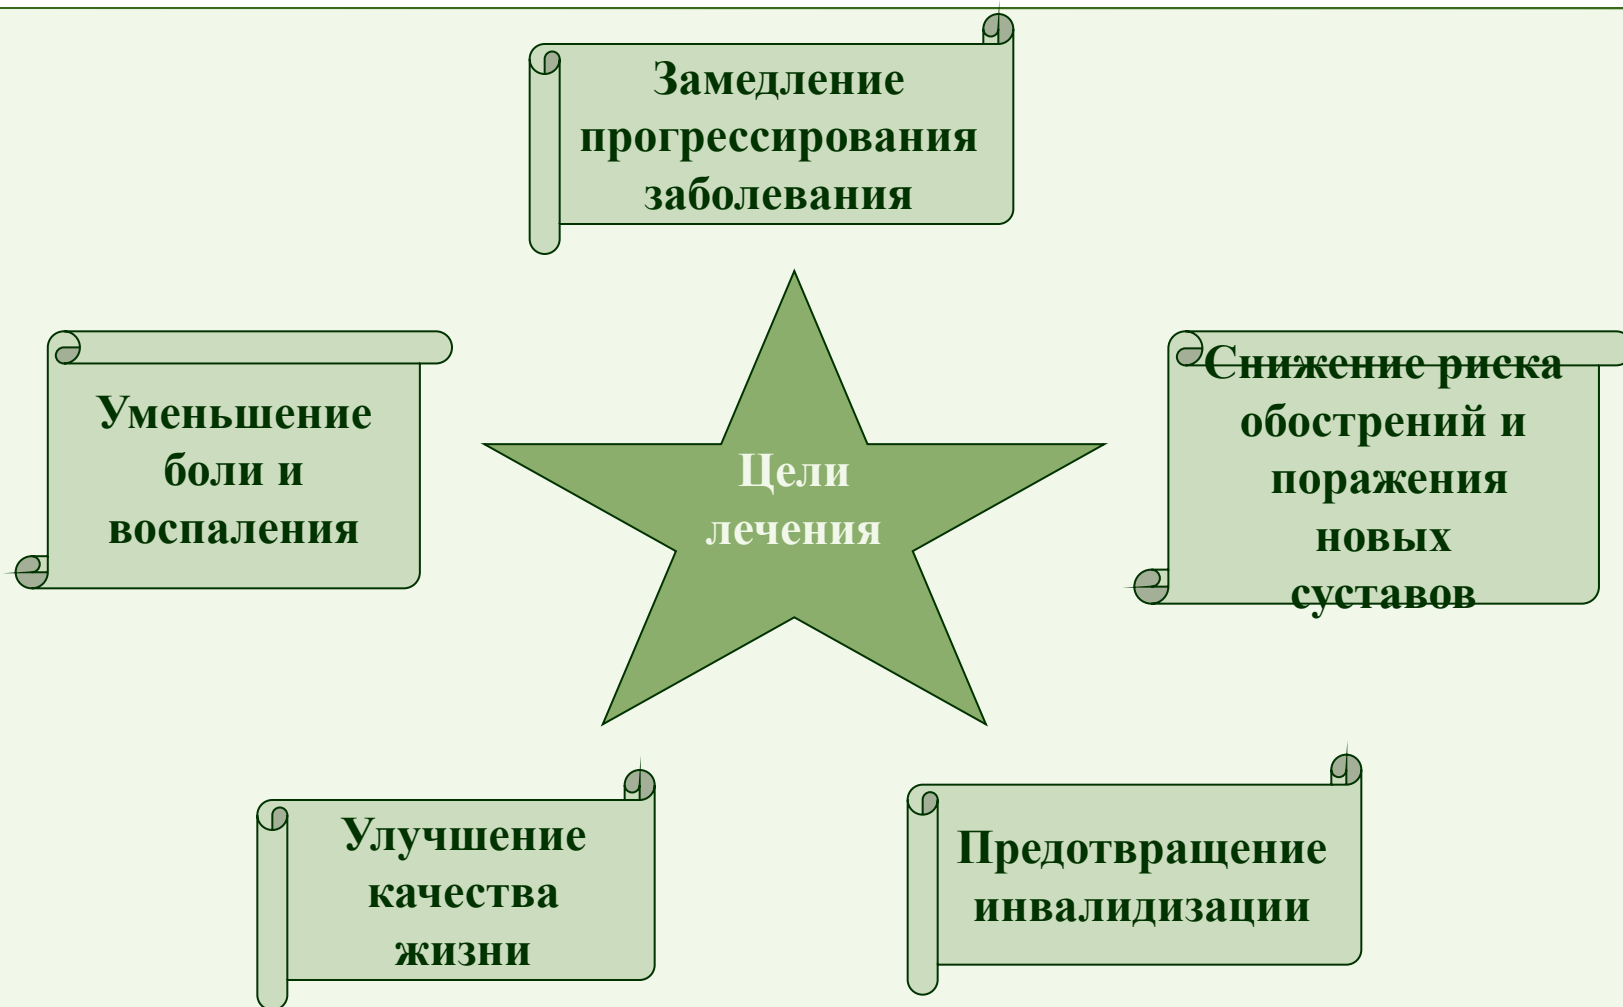 Замедление
прогрессирования
заболевания
Уменьшение
боли и
воспаления
Цели
лечения
Снижение риска
обострений и
поражения
новых
суставов
Улучшение
качества
жизни
Предотвращение
инвалидизации